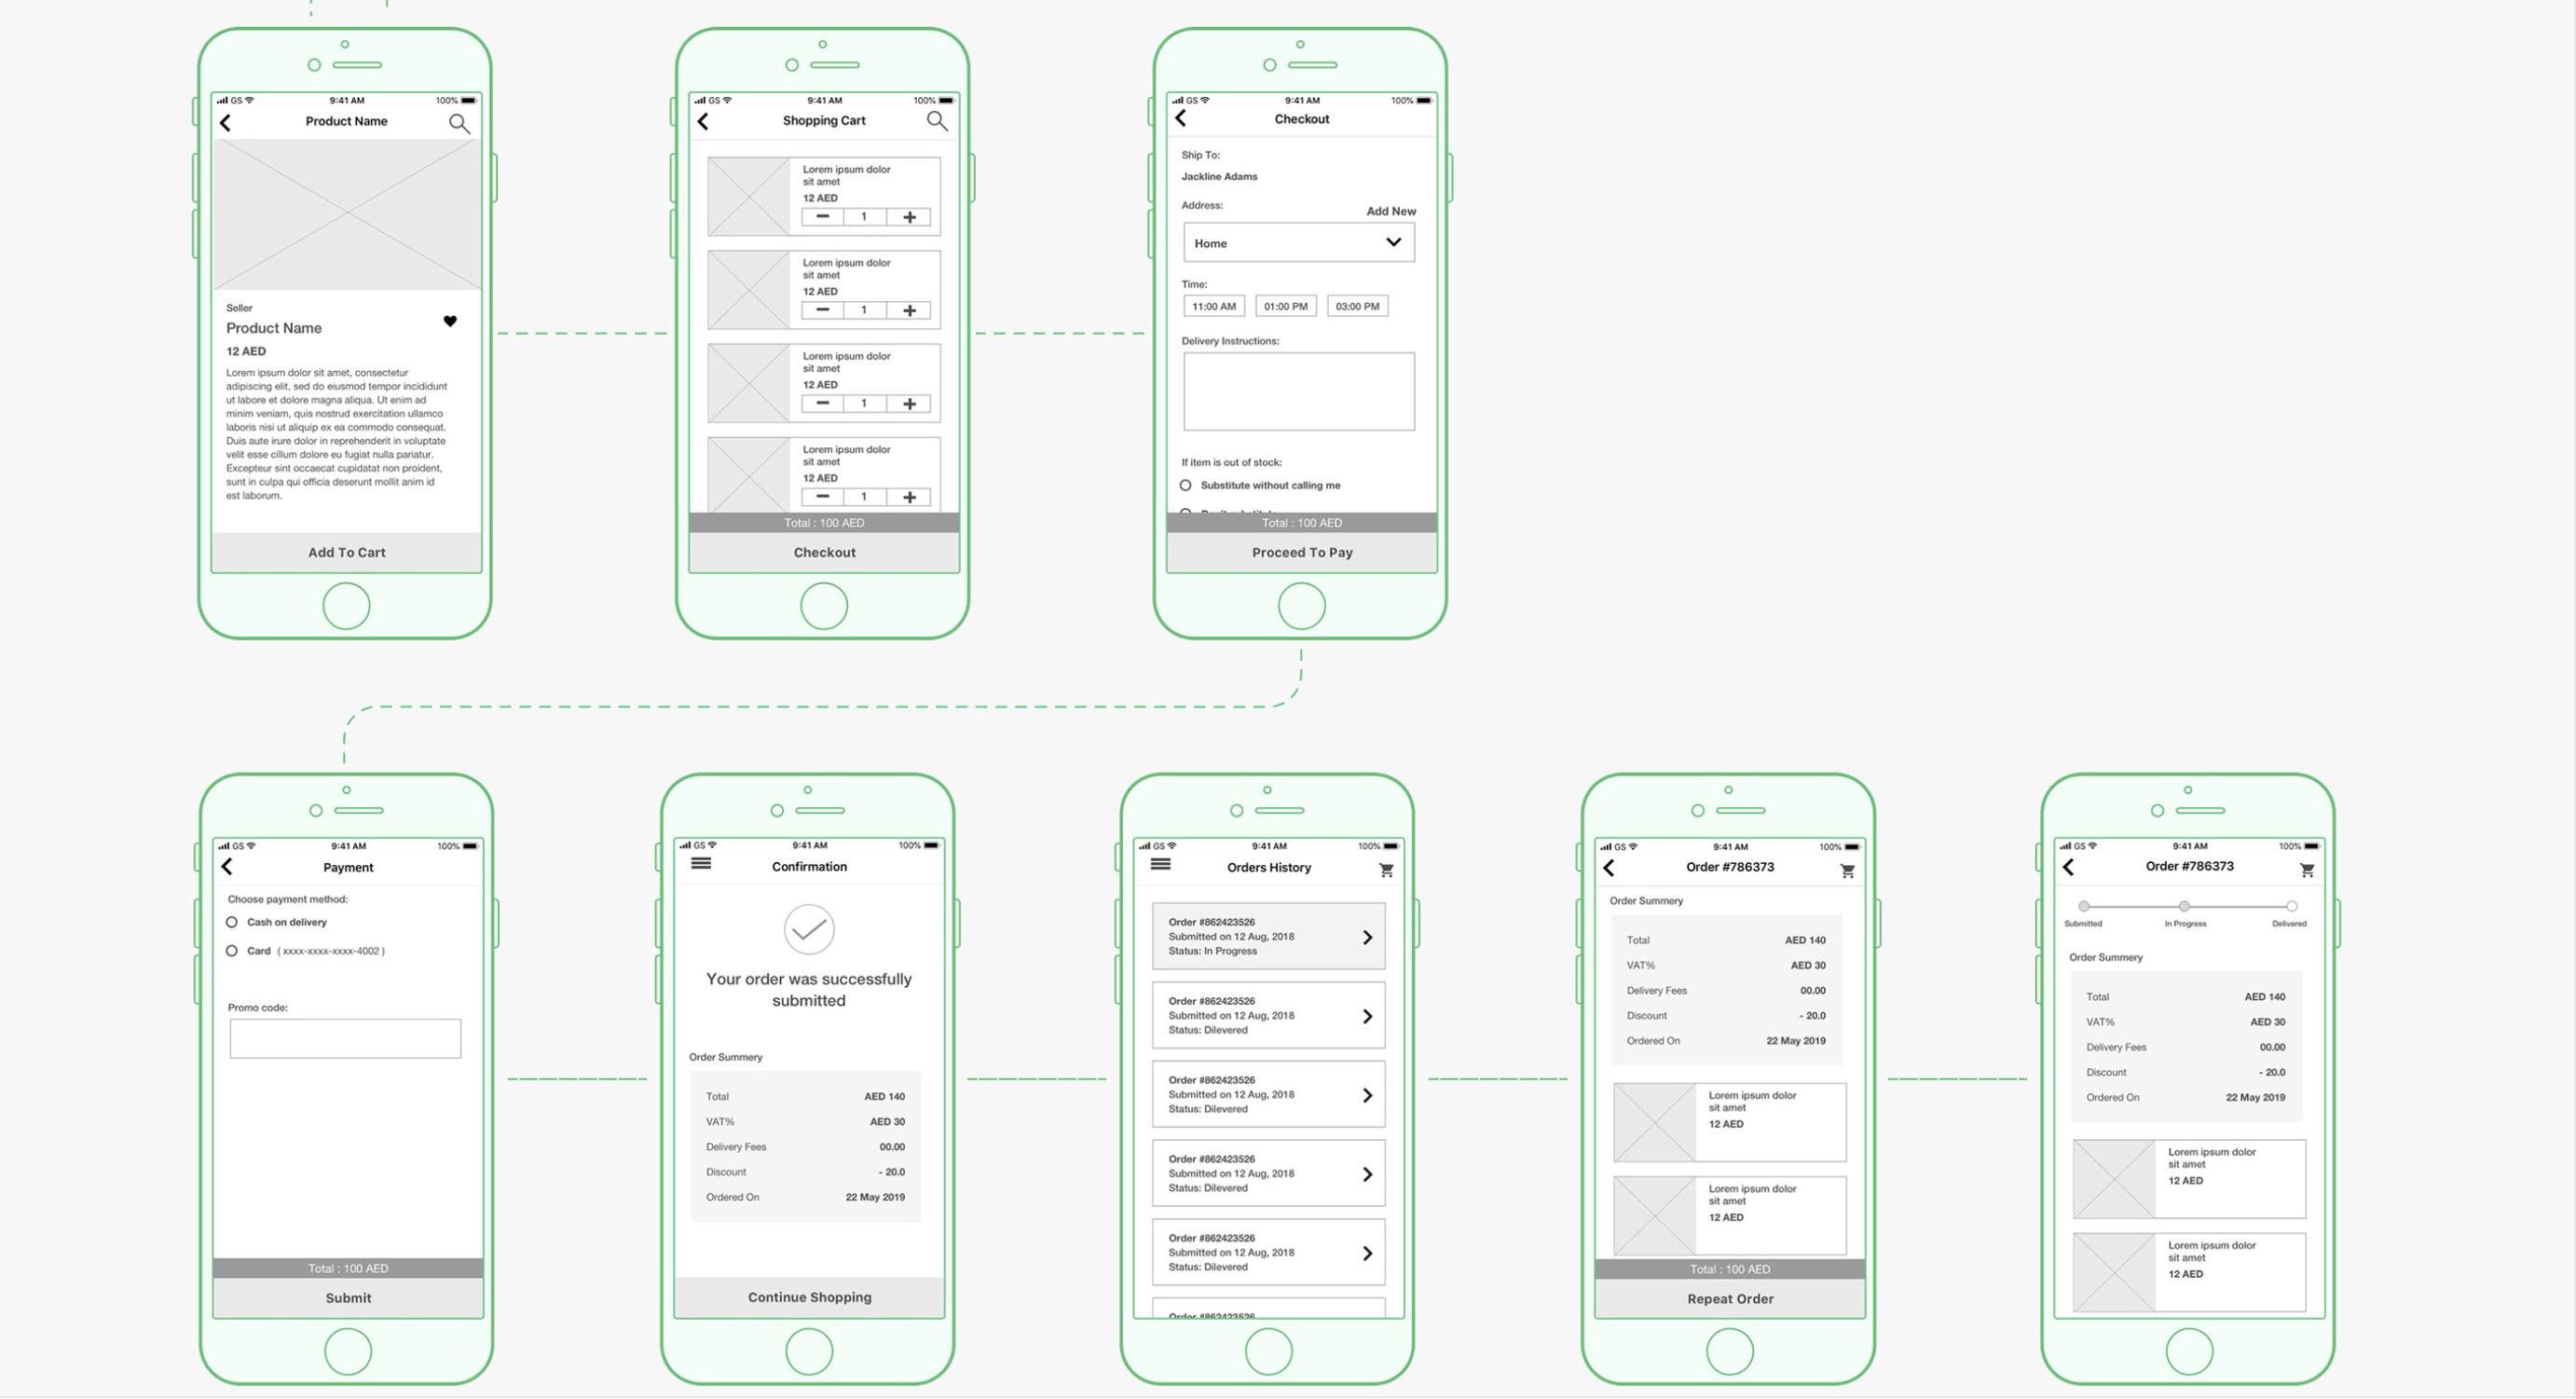 GS 9:41 AM 100%
Product Name
Seller
Product Name
12 AED
Lorem ipsum dolor sit amet, consectetur
adipiscing elit, sed do eiusmod tempor incididunt
ut labore et dolore magna aliqua. Ut enim ad
minim veniam, quis nostrud exercitation ullamco
laboris nisi ut aliquip ex ea commodo consequat.
Duis aute irure dolor in reprehenderit in voluptate
velit esse cillum dolore eu fugiat nulla pariatur.
Excepteur sint occaecat cupidatat non proident,
sunt in culpa qui officia deserunt mollit anim id
est laborum.
Add To Cart
GS 9:41 AM 100%
Shopping Cart
Lorem ipsum dolor
sit amet
12 AED
1
Lorem ipsum dolor
sit amet
12 AED
1
Lorem ipsum dolor
sit amet
12 AED
1
Lorem ipsum dolor
sit amet
12 AED
1
Total : 100 AED
Checkout
GS 9:41 AM 100%
Checkout
Ship To:
Jackline Adams
Address:
Add New
Home
Time:
11:00 AM 01:00 PM 03:00 PM
Delivery Instructions:
If item is out of stock:
Substitute without calling me
Total : 100 AED
Proceed To Pay
GS 9:41 AM 100%
Payment
Choose payment method:
Cash on delivery
Card ( xxxx-xxxx-xxxx-4002 )
Promo code:
Total : 100 AED
Submit
GS 9:41 AM 100%
Confirmation
Your order was successfully
submitted
Order Summery
Total AED 140
VAT% AED 30
Delivery Fees 00.00
Discount - 20.0
Ordered On 22 May 2019
Continue Shopping
GS 9:41 AM 100%
Orders History
Order #862423526
Submitted on 12 Aug, 2018
Status: In Progress
Order #862423526
Submitted on 12 Aug, 2018
Status: Dilevered
Order #862423526
Submitted on 12 Aug, 2018
Status: Dilevered
Order #862423526
Submitted on 12 Aug, 2018
Status: Dilevered
Order #862423526
Submitted on 12 Aug, 2018
Status: Dilevered
Order #862423526
GS 9:41 AM 100%
Order #786373
Order Summery
Total AED 140
VAT% AED 30
Delivery Fees 00.00
Discount - 20.0
Ordered On 22 May 2019
Lorem ipsum dolor
sit amet
12 AED
Lorem ipsum dolor
sit amet
12 AED
Total : 100 AED
Repeat Order
GS 9:41 AM 100%
Order #786373
Submitted In Progress Delivered
Order Summery
Total AED 140
VAT% AED 30
Delivery Fees 00.00
Discount - 20.0
Ordered On 22 May 2019
Lorem ipsum dolor
sit amet
12 AED
Lorem ipsum dolor
sit amet
12 AED